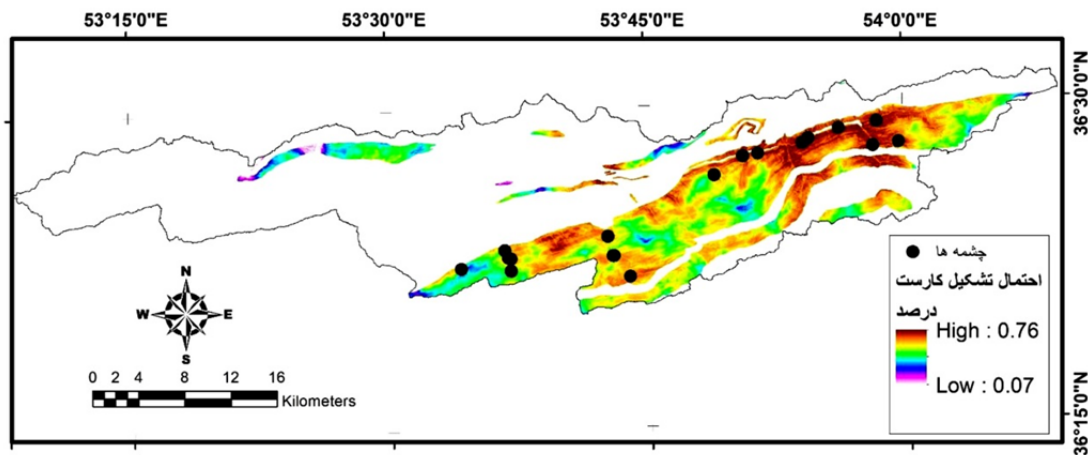 53°15'0"E 53°30'0"E 53°45'0"E 54°0'0"E
36°30'0"N
36°15'0"N
N
W E
S
0 2 4 8 12 16
Kilometers
چشمه ها
احتمال تشکیل کارست
درصد
High : 0.76
Low : 0.07